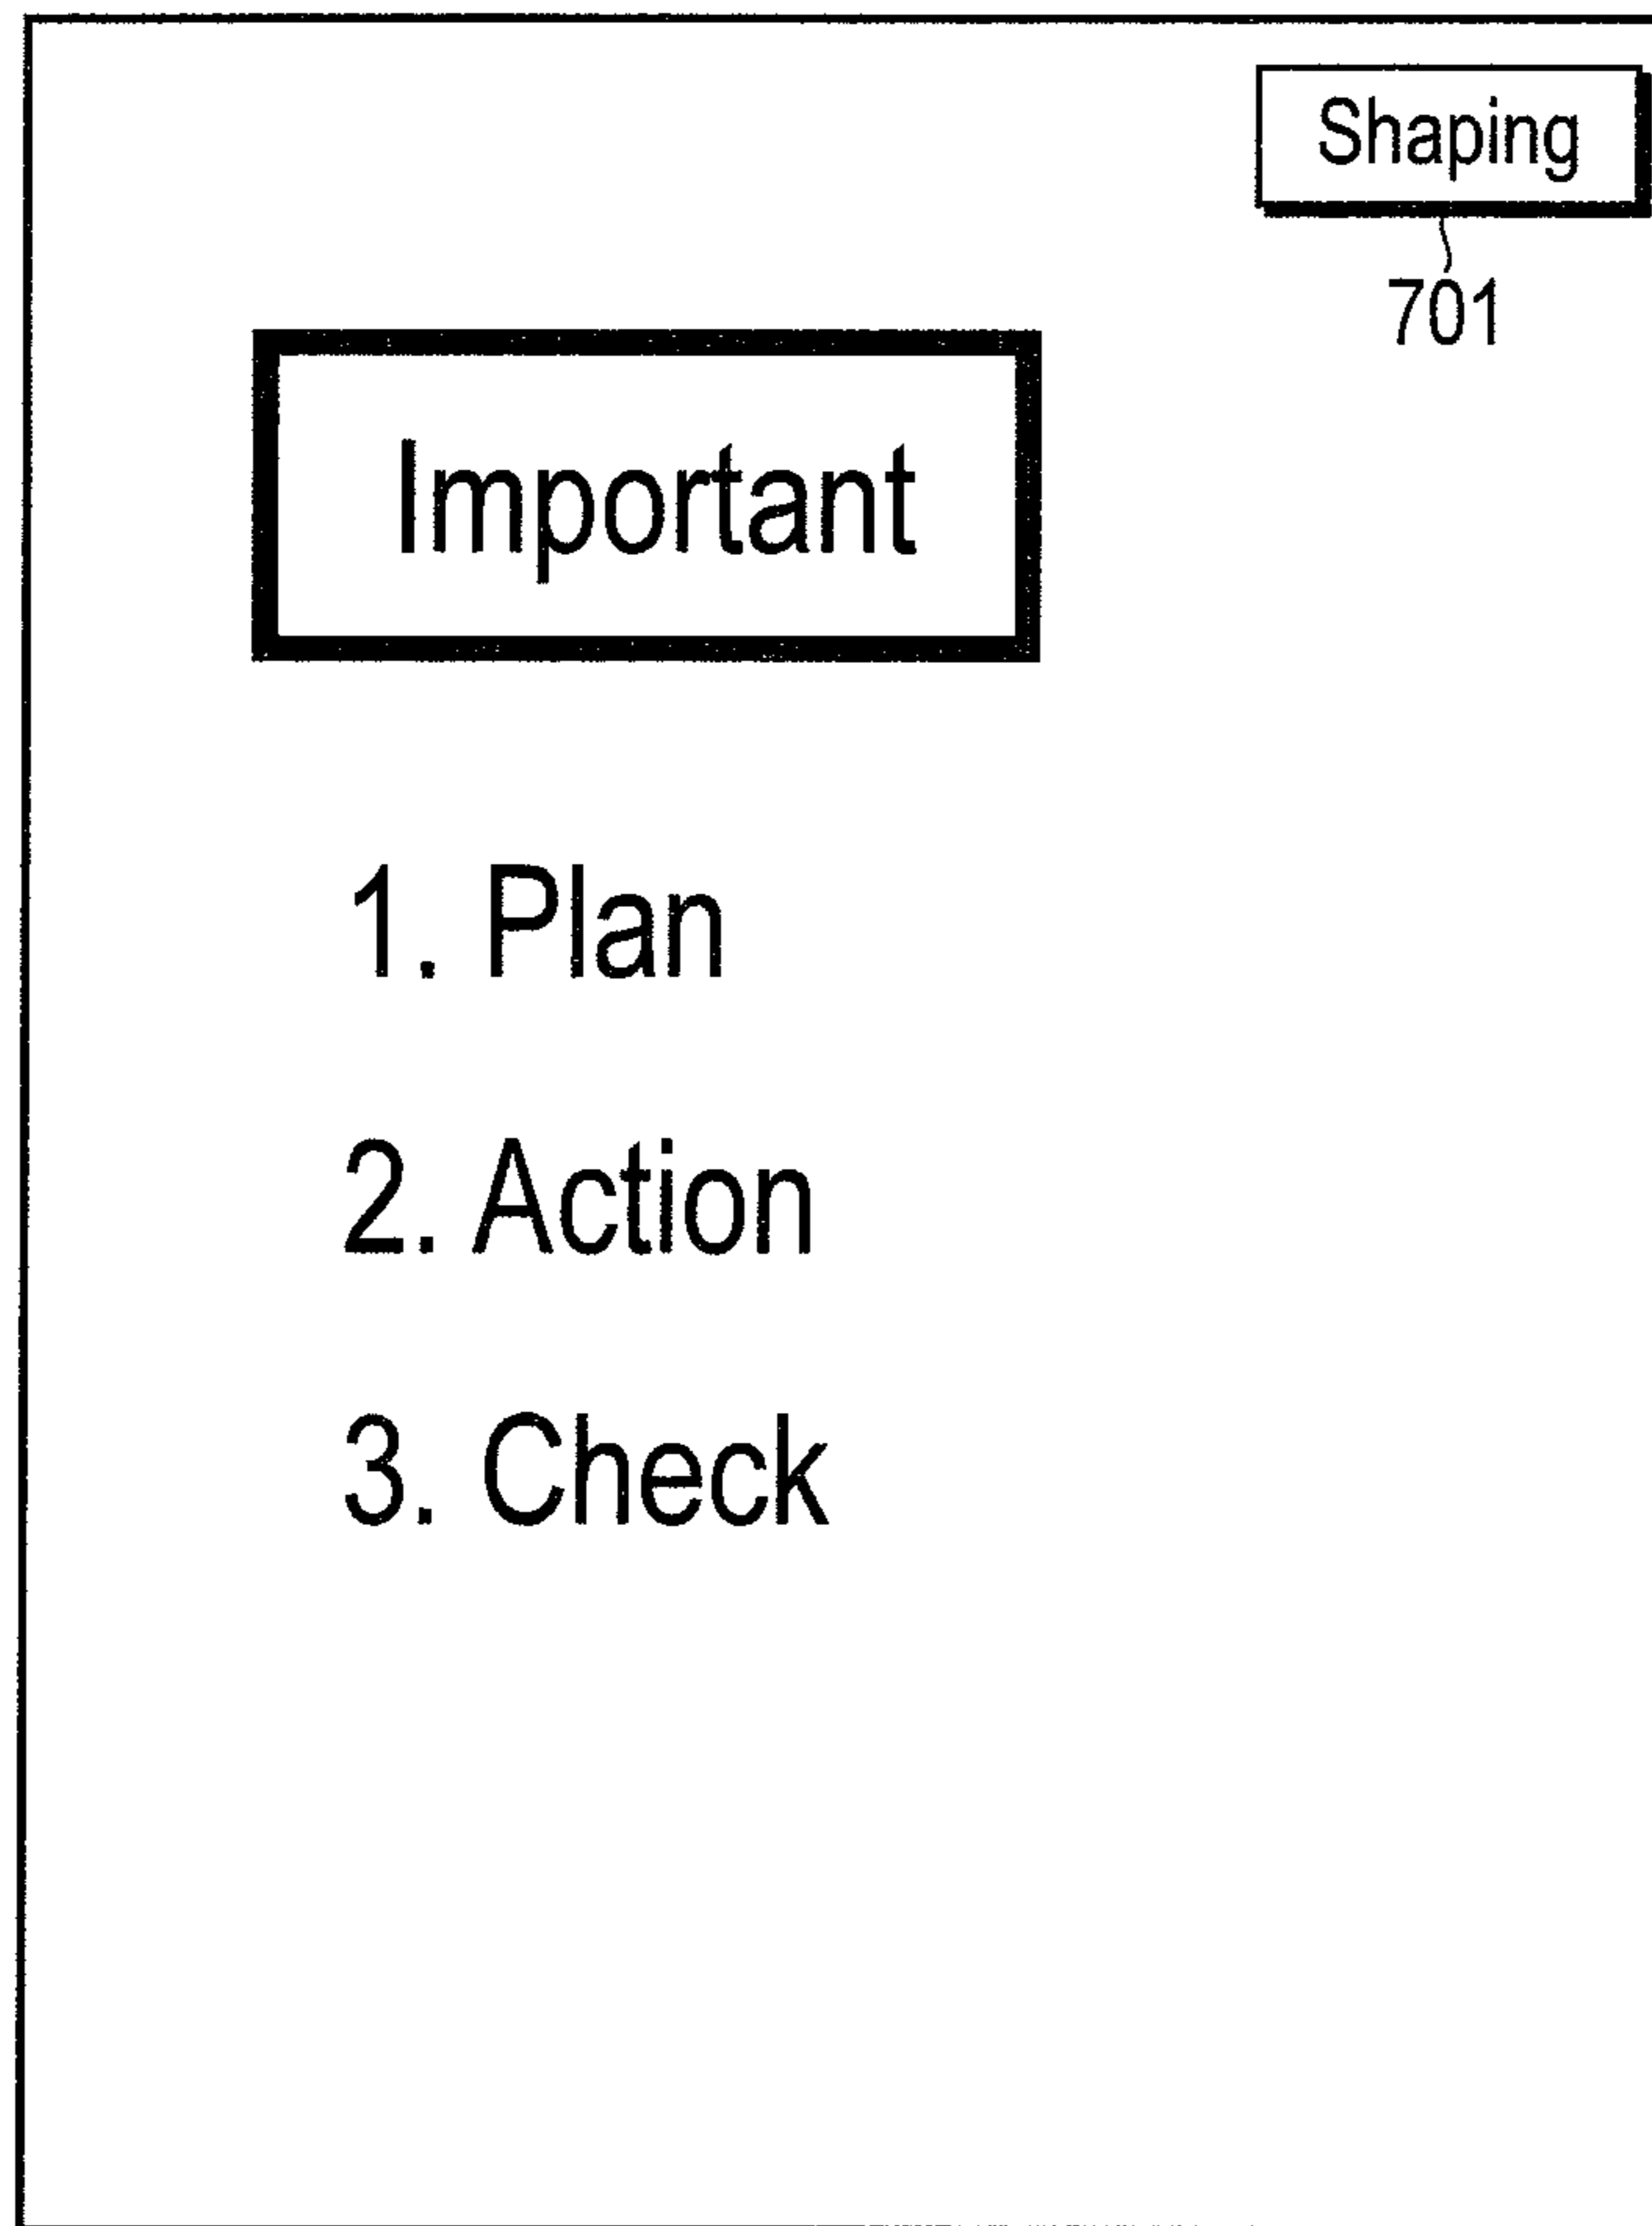 Shaping
701
Important
1. Plan
2. Action
3. Check